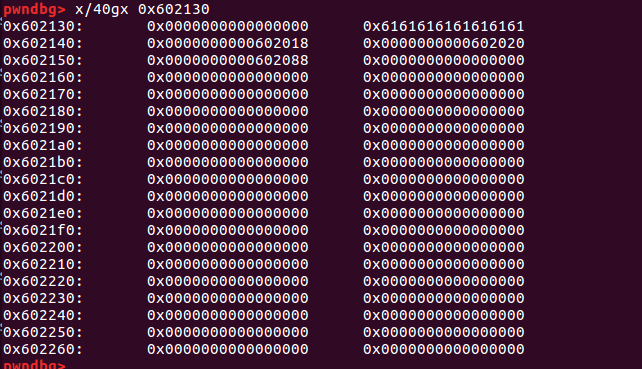 pwndbg> x/40gx 0x602130
0x602130: 0x0000000000000000 0x6161616161616161
0x602140: 0x0000000000602018 0x0000000000602020
0x602150: 0x0000000000602088 0x0000000000000000
0x602160: 0x0000000000000000 0x0000000000000000
0x602170: 0x0000000000000000 0x0000000000000000
0x602180: 0x0000000000000000 0x0000000000000000
0x602190: 0x0000000000000000 0x0000000000000000
0x6021a0: 0x0000000000000000 0x0000000000000000
0x6021b0: 0x0000000000000000 0x0000000000000000
0x6021c0: 0x0000000000000000 0x0000000000000000
0x6021d0: 0x0000000000000000 0x0000000000000000
0x6021e0: 0x0000000000000000 0x0000000000000000
0x6021f0: 0x0000000000000000 0x0000000000000000
0x602200: 0x0000000000000000 0x0000000000000000
0x602210: 0x0000000000000000 0x0000000000000000
0x602220: 0x0000000000000000 0x0000000000000000
0x602230: 0x0000000000000000 0x0000000000000000
0x602240: 0x0000000000000000 0x0000000000000000
0x602250: 0x0000000000000000 0x0000000000000000
0x602260: 0x0000000000000000 0x0000000000000000
pwndbg>